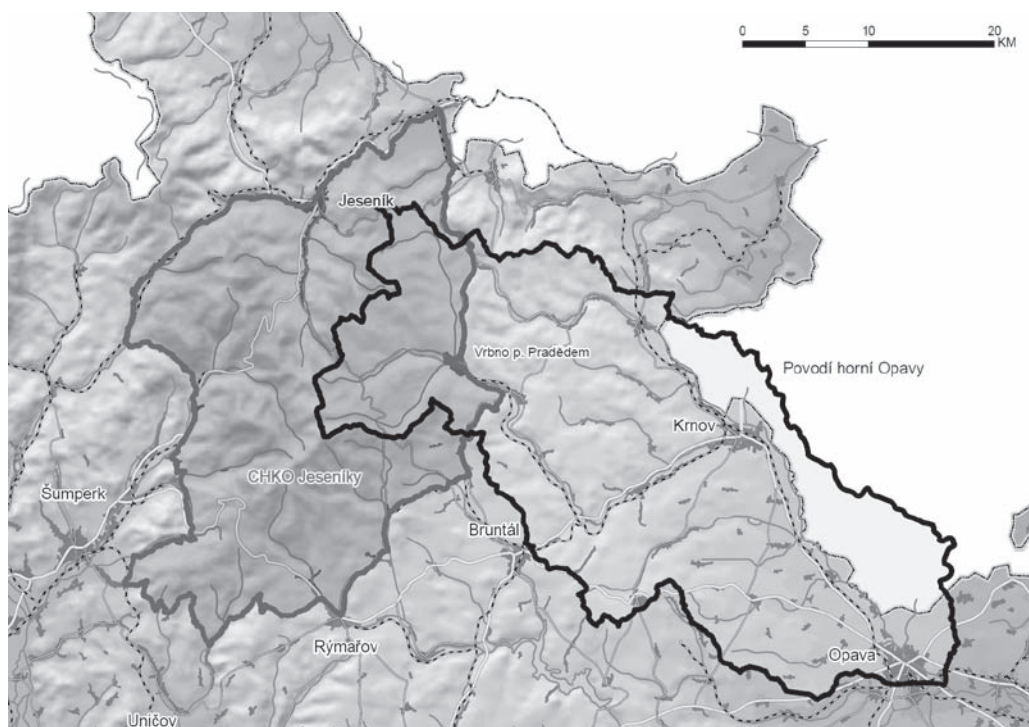 0 5 10 20
KM
Jeseník
Vrbno p. Pradědem
Povodí horní Opavy
Krnov
CHKO Jeseníky
Šumperk
Bruntál
Rýmařov
Opava
Uničov